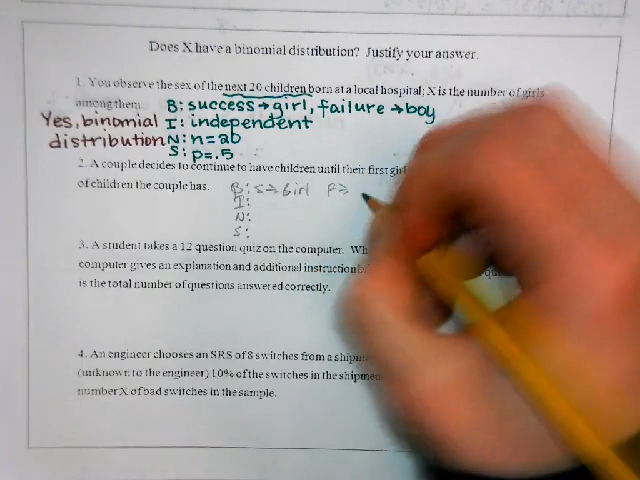 Does X have a binomial distribution? Justify your answer.
1. You observe the sex of the next 20 children born at a local hospital; X is the number of girls
among them. B: success→girl, failure→boy
Yes, binomial I: independent
distribution N: n=20
S: p=.5
2. A couple decides to continue to have children until their first
of children the couple has. B: S→Girl F→
I:
N:
S:
3. A student takes a 12 question quiz on the computer.
computer gives an explanation and additional instruction
is the total number of questions answered correctly.
4. An engineer chooses an SRS of 8 switches from a
(unknown to the engineer) 10% of the switches in the
number X of bad switches in the sample.